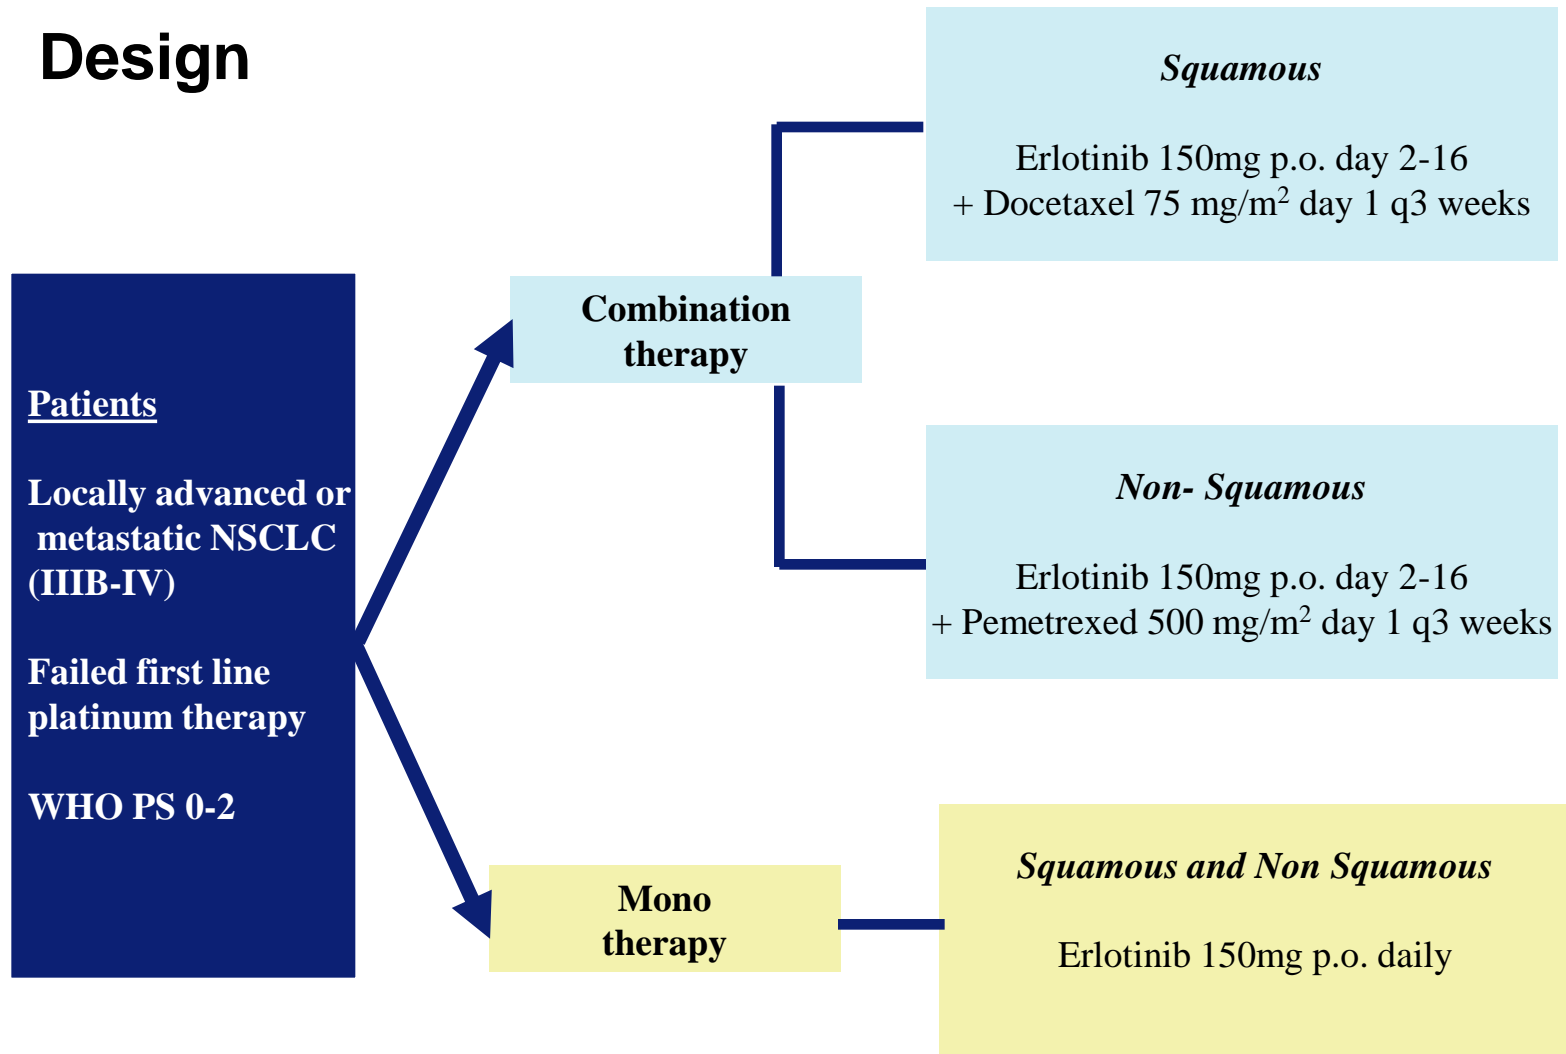 Design
Patients
Locally advanced or
metastatic NSCLC
(IIIB-IV)
Failed first line
platinum therapy
WHO PS 0-2
Combination
therapy
Squamous
Erlotinib 150mg p.o. day 2-16
+ Docetaxel 75 mg/m² day 1 q3 weeks
Non- Squamous
Erlotinib 150mg p.o. day 2-16
+ Pemetrexed 500 mg/m² day 1 q3 weeks
Mono
therapy
Squamous and Non Squamous
Erlotinib 150mg p.o. daily